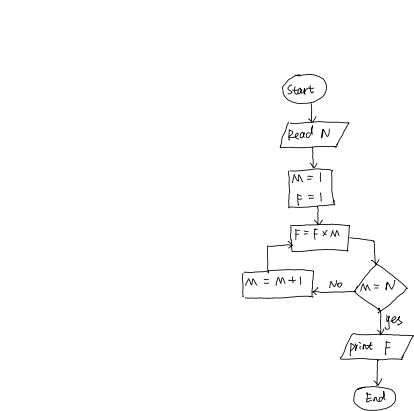 Start
Read N
M = 1
F = 1
F = F × M
M = M + 1
No
M = N
yes
print F
End